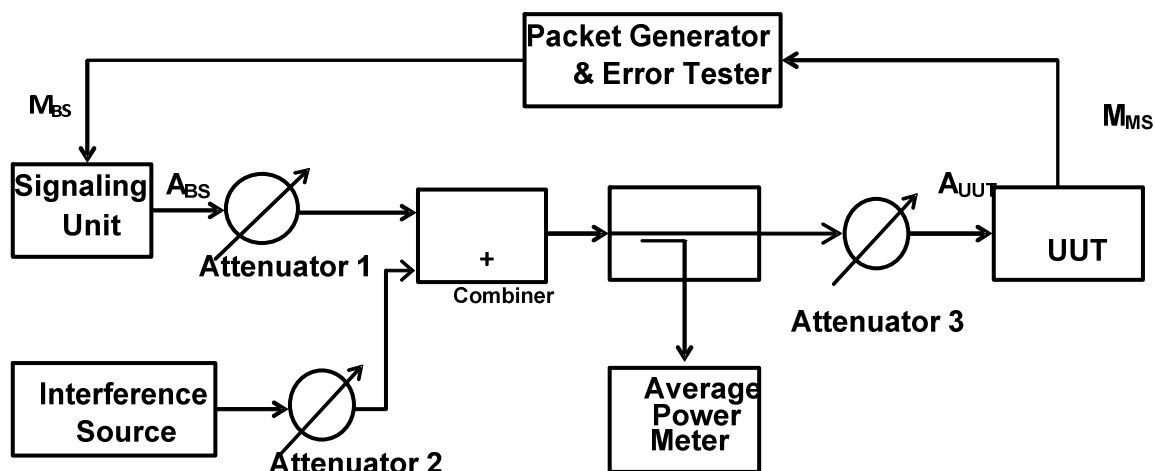 Packet Generator
& Error Tester
MBS
MMS
Signaling
Unit
ABS
Attenuator 1
+
Combiner
AUUT
UUT
Attenuator 3
Interference
Source
Attenuator 2
Average
Power
Meter